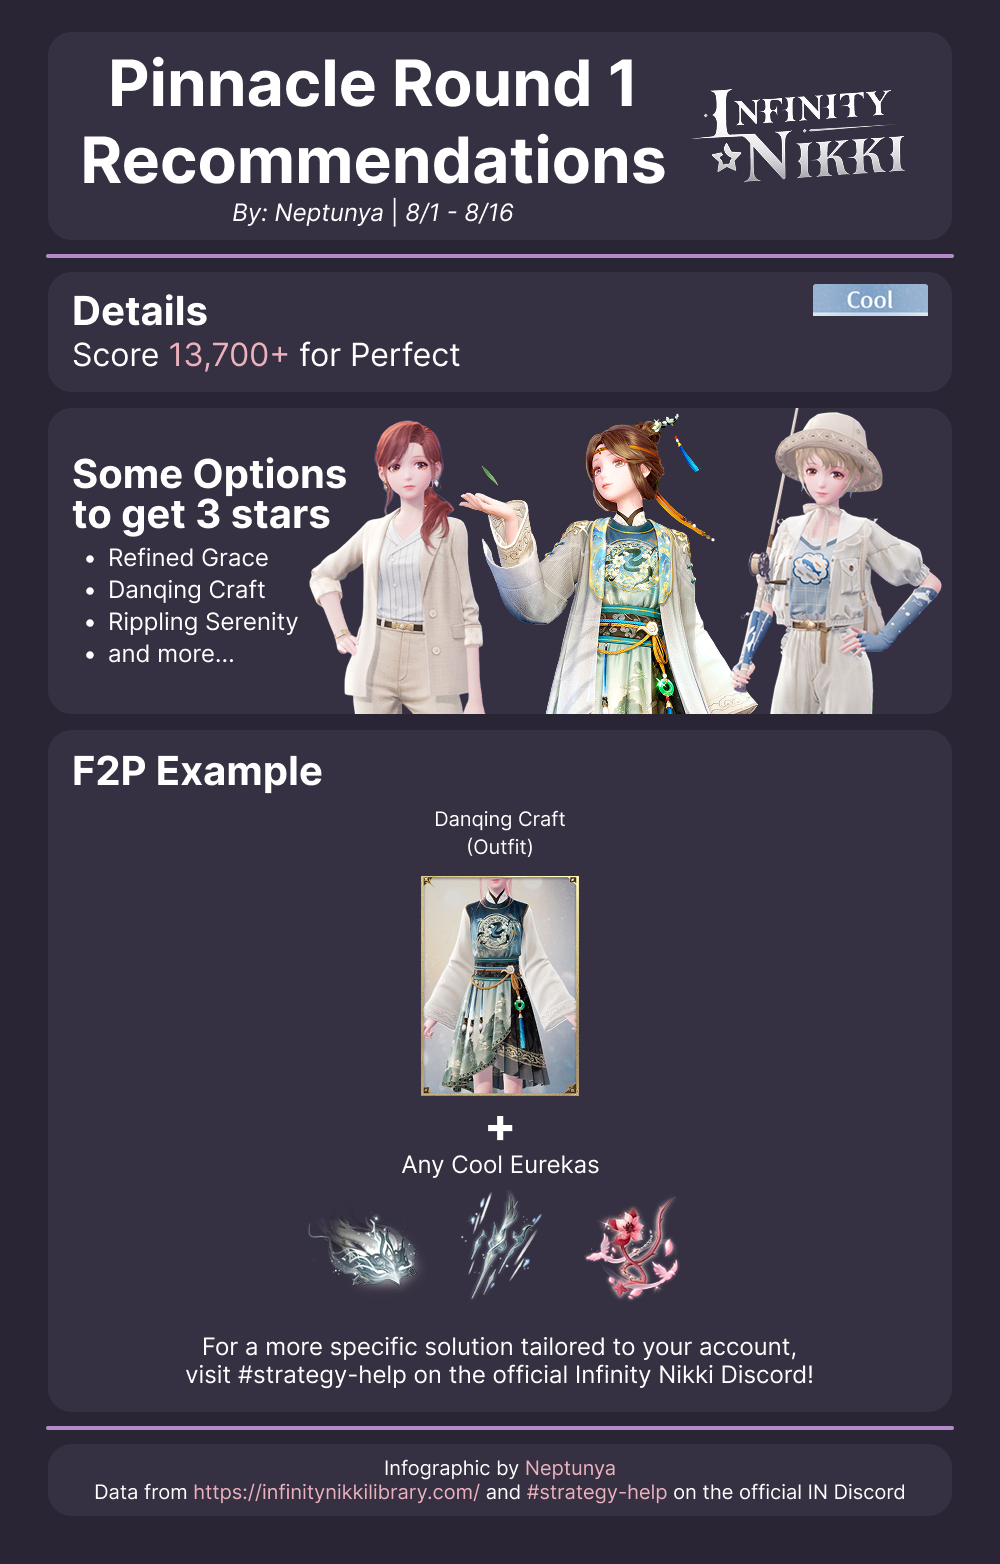 Pinnacle Round 1
Recommendations
By: Neptunya | 8/1 - 8/16
INFINITY
NIKKI
Details
Cool
Score 13,700+ for Perfect
Some Options
to get 3 stars
• Refined Grace
• Danqing Craft
• Rippling Serenity
• and more...
F2P Example
Danqing Craft
(Outfit)
+
Any Cool Eurekas
For a more specific solution tailored to your account,
visit #strategy-help on the official Infinity Nikki Discord!
Infographic by Neptunya
Data from https://infinitynikkilibrary.com/ and #strategy-help on the official IN Discord